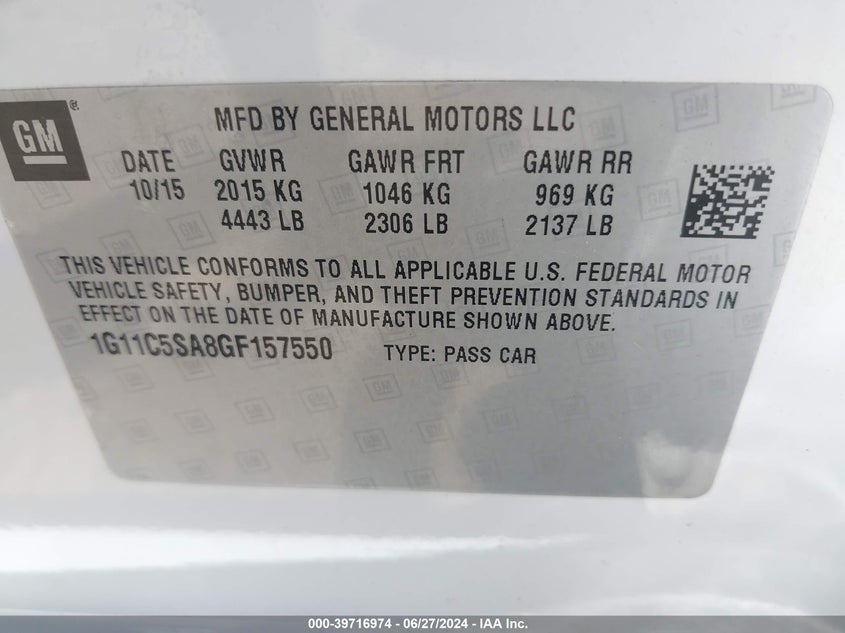 GM
MFD BY GENERAL MOTORS LLC
DATE GVWR GAWR FRT GAWR RR
10/15 2015 KG 1046 KG 969 KG
4443 LB 2306 LB 2137 LB
THIS VEHICLE CONFORMS TO ALL APPLICABLE U.S. FEDERAL MOTOR
VEHICLE SAFETY, BUMPER, AND THEFT PREVENTION STANDARDS IN
EFFECT ON THE DATE OF MANUFACTURE SHOWN ABOVE.
1G11C5SA8GF157550 TYPE: PASS CAR
000-39716974 - 06/27/2024 - IAA Inc.